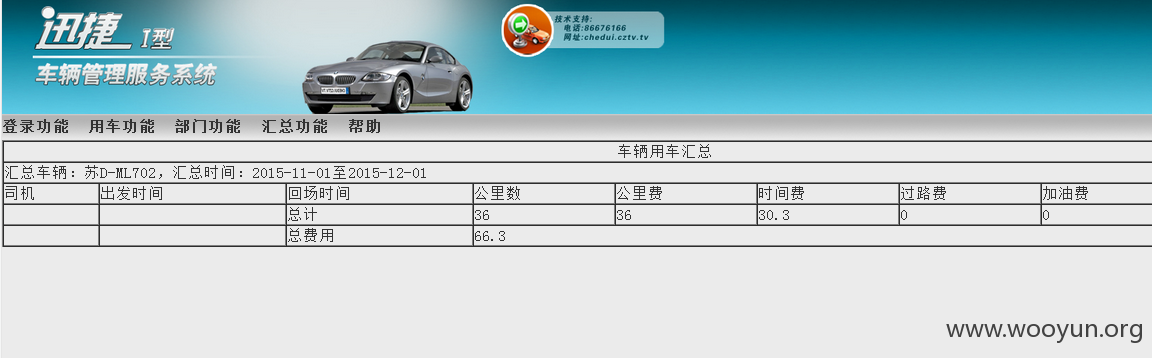 迅捷 I型
车辆管理服务系统
技术支持:
电话:86676166
网址:chedui.cztv.tv
登录功能 用车功能 部门功能 汇总功能 帮助
车辆用车汇总
汇总车辆: 苏D-ML702, 汇总时间: 2015-11-01至2015-12-01
司机 出发时间 回场时间 公里数 公里费 时间费 过路费 加油费
总计 36 36 30.3 0 0
总费用 66.3
www.wooyun.org